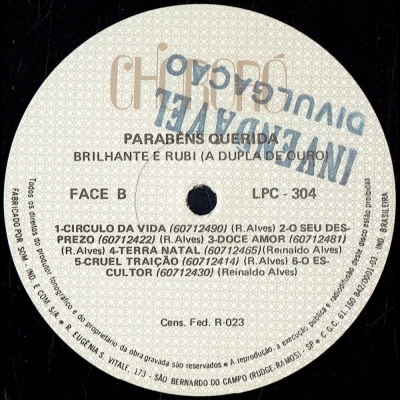 CHORORÓ
INVENDÁVEL
DIVULGAÇÃO
PARABÉNS QUERIDA
BRILHANTE E RUBI (A DUPLA DE OURO)
FACE B LPC - 304
1-CIRCULO DA VIDA (60712490) (R.Alves) 2-O SEU DES-
PREZO (60712422) (R.Alves) 3-DOCE AMOR (60712481)
(R.Alves) 4-TERRA NATAL (60712465)(Renaldo Alves)
5-CRUEL TRAIÇÃO (60712414) (R.Alves) 6-O ES-
CULTOR (60712430) (Reinaldo Alves)
Cens. Fed. R-023
Todos os direitos do produtor fonográfico e do proprietário da obra gravada são reservados • A reprodução, a execução, pública e radiodifusão deste disco estão proibidas
FABRICADO POR SOM - IND. E COM. S/A. • R. EUGÊNIA S. VITALE, 173 - SÃO BERNARDO DO CAMPO (RUDGE RAMOS) - SP • C.G.C. 61.160.842/0001-03. IND. BRASILEIRA